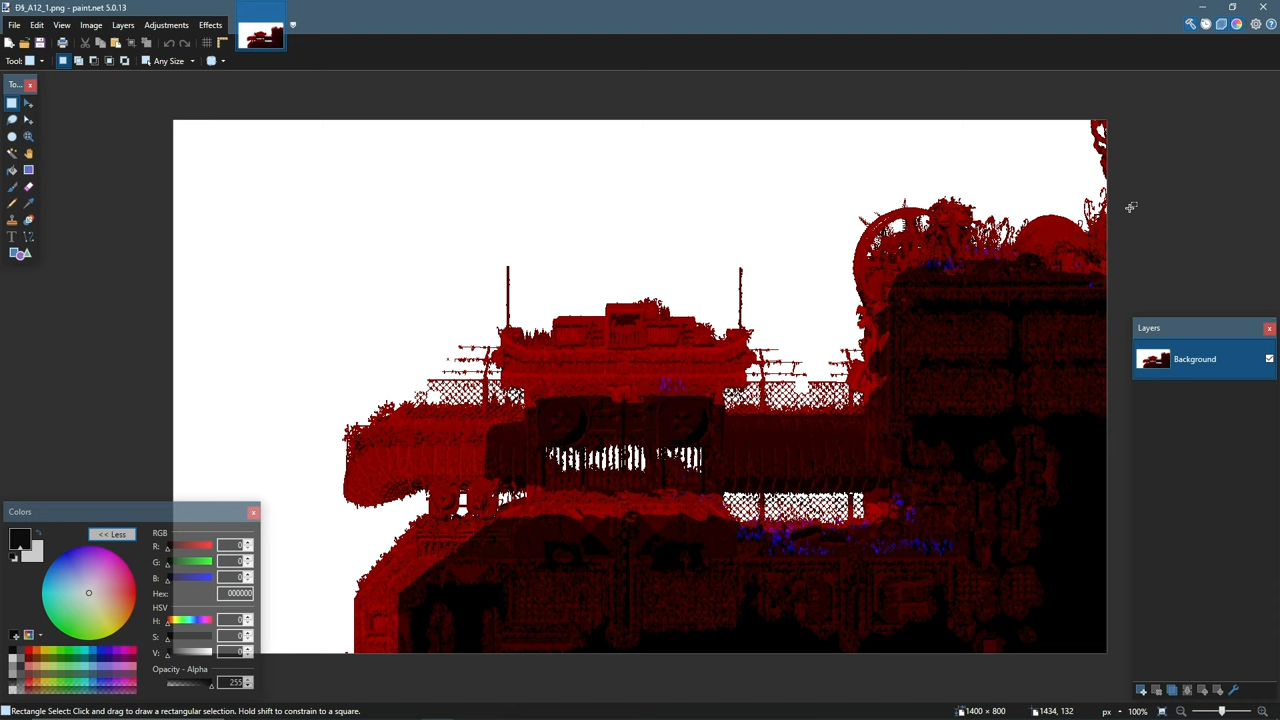 Đ§_A12_1.png - paint.net 5.0.13
File Edit View Image Layers Adjustments Effects
Tool: Any Size
To...
Layers
Background
Colors
<< Less
RGB
R: 0
G: 0
B: 0
Hex: 000000
HSV
H: 0
S: 0
V: 0
Opacity - Alpha
255
Rectangle Select: Click and drag to draw a rectangular selection. Hold shift to constrain to a square.
1400 × 800
1434, 132
px
100%